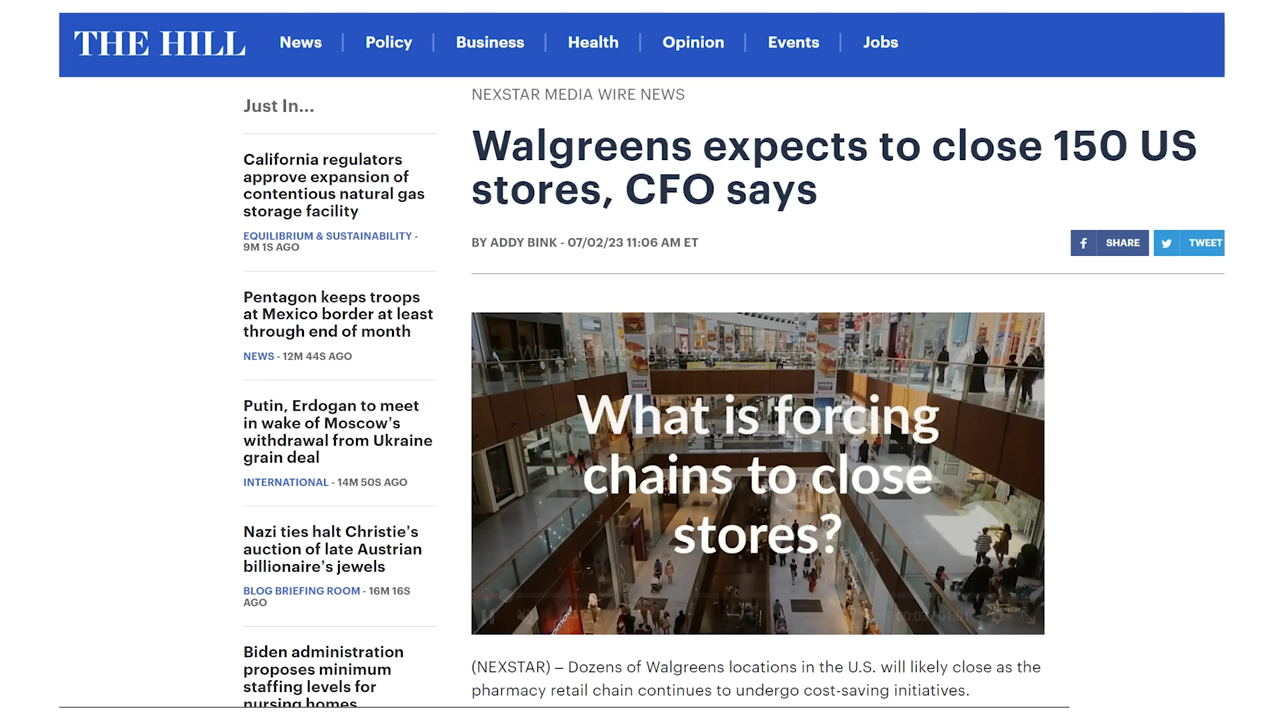 THE HILL
News
Policy
Business
Health
Opinion
Events
Jobs
Just In...
California regulators
approve expansion of
contentious natural gas
storage facility
EQUILIBRIUM & SUSTAINABILITY -
9M 1S AGO
Pentagon keeps troops
at Mexico border at least
through end of month
NEWS - 12M 44S AGO
Putin, Erdogan to meet
in wake of Moscow’s
withdrawal from Ukraine
grain deal
INTERNATIONAL - 14M 50S AGO
Nazi ties halt Christie’s
auction of late Austrian
billionaire’s jewels
BLOG BRIEFING ROOM - 16M 16S
AGO
Biden administration
proposes minimum
staffing levels for
nursing homes
NEXSTAR MEDIA WIRE NEWS
Walgreens expects to close 150 US
stores, CFO says
BY ADDY BINK - 07/02/23 11:06 AM ET
SHARE
TWEET
What is forcing
chains to close
stores?
Nexstar
(NEXSTAR) – Dozens of Walgreens locations in the U.S. will likely close as the
pharmacy retail chain continues to undergo cost-saving initiatives.